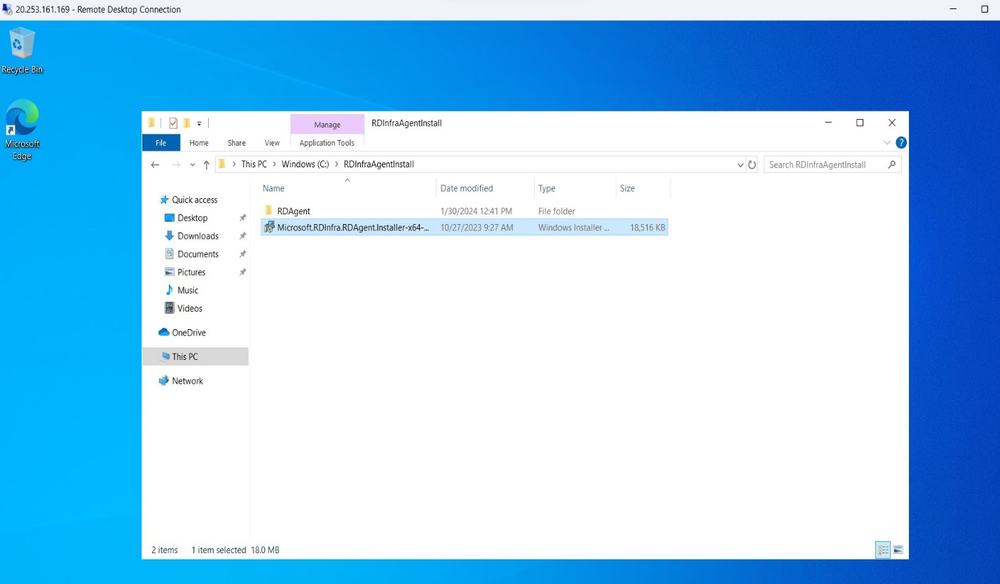 20.253.161.169 - Remote Desktop Connection
Recycle Bin
Microsoft
Edge
Manage
RDInfraAgentInstall
File
Home
Share
View
Application Tools
This PC
Windows (C:)
RDInfraAgentInstall
Search RDInfraAgentInstall
Name
Date modified
Type
Size
Quick access
Desktop
Downloads
Documents
Pictures
Music
Videos
OneDrive
This PC
Network
RDAgent 1/30/2024 12:41 PM File folder
Microsoft.RDInfra.RDAgent.Installer-x64-... 10/27/2023 9:27 AM Windows Installer ... 18,516 KB
2 items 1 item selected 18.0 MB